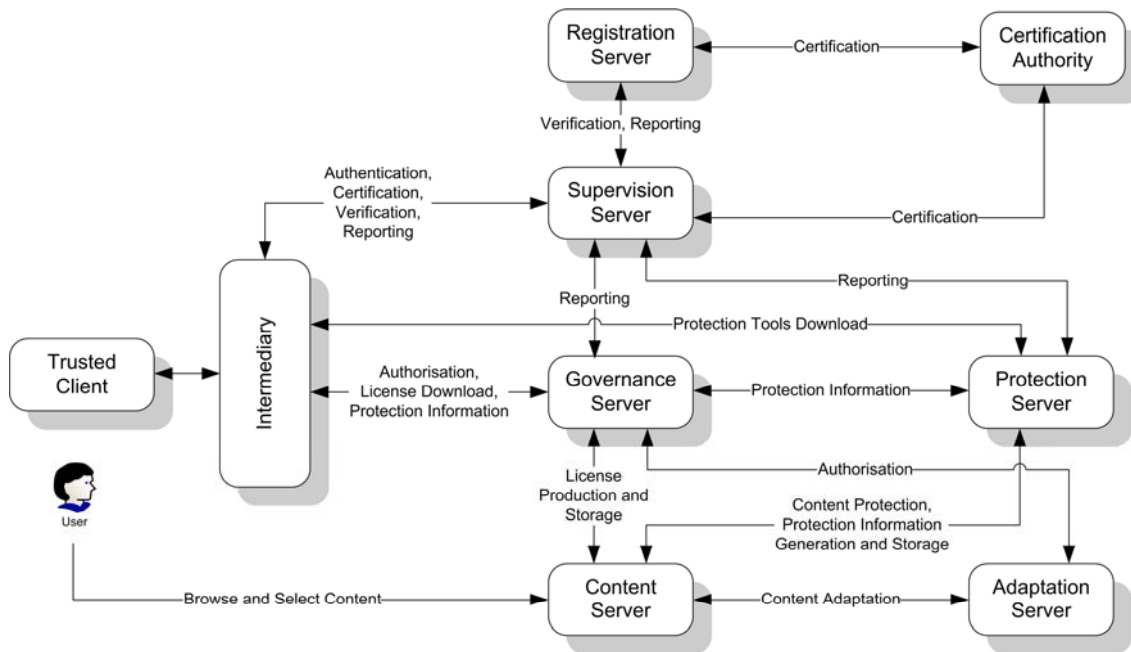 Registration
Server
Certification
Certification
Authority
Verification, Reporting
Authentication,
Certification,
Verification,
Reporting
Supervision
Server
Certification
Reporting
Reporting
Protection Tools Download
Trusted
Client
Intermediary
Authorisation,
License Download,
Protection Information
Governance
Server
Protection Information
Protection
Server
User
License
Production and
Storage
Authorisation
Content Protection,
Protection Information
Generation and Storage
Browse and Select Content
Content
Server
Content Adaptation
Adaptation
Server